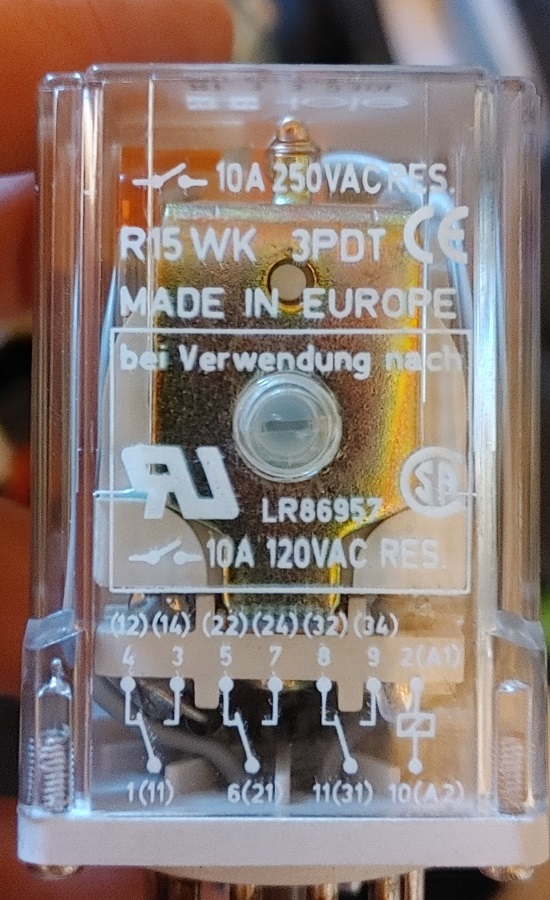 10A 250VAC RES.
R15 WK 3PDT CE
MADE IN EUROPE
bei Verwendung nach
RU SA
LR86957
10A 120VAC RES.
(12) (14) (22) (24) (32) (34)
4 3 5 7 8 9 2(A1)
1(11) 6(21) 11(31) 10(A2)